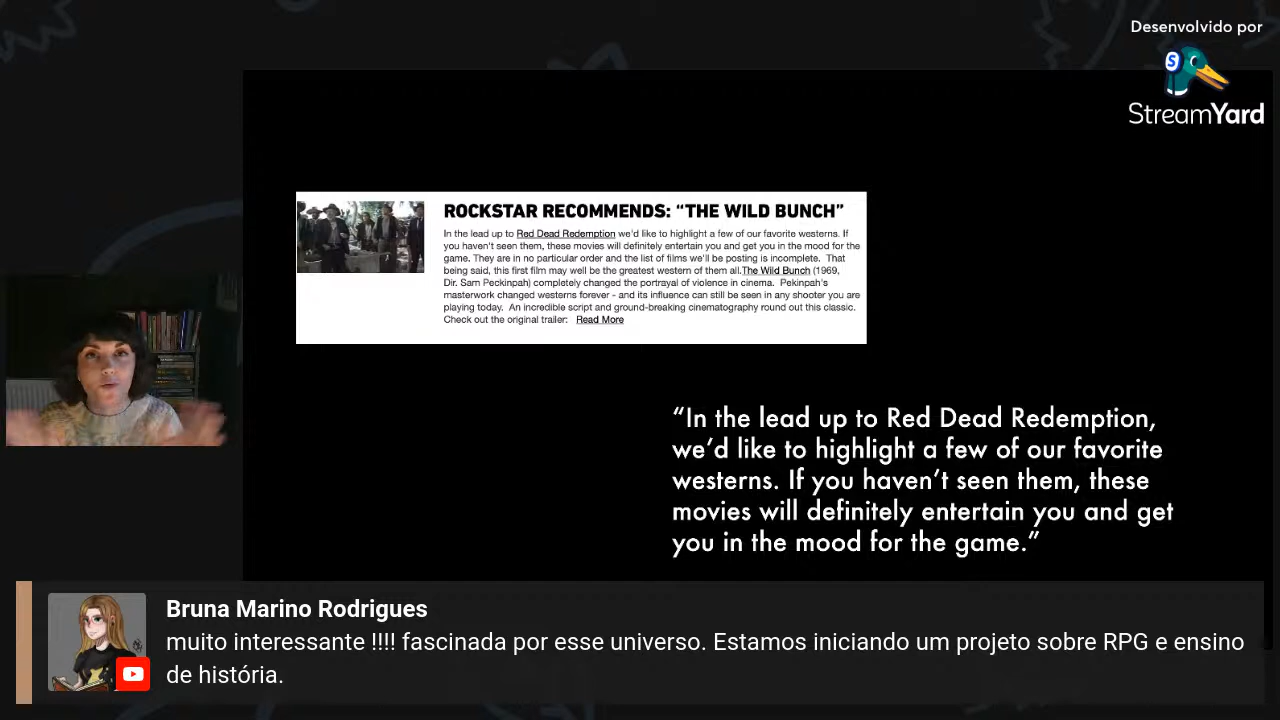 Desenvolvido por
StreamYard
ROCKSTAR RECOMMENDS: “THE WILD BUNCH”
In the lead up to Red Dead Redemption we'd like to highlight a few of our favorite westerns. If
you haven't seen them, these movies will definitely entertain you and get you in the mood for the
game. They are in no particular order and the list of films we'll be posting is incomplete.  That
being said, this first film may well be the greatest western of them all.The Wild Bunch (1969,
Dir. Sam Peckinpah) completely changed the portrayal of violence in cinema.  Pekinpah's
masterwork changed westerns forever - and its influence can still be seen in any shooter you are
playing today.  An incredible script and ground-breaking cinematography round out this classic.
Check out the original trailer:   Read More
“In the lead up to Red Dead Redemption,
we’d like to highlight a few of our favorite
westerns. If you haven’t seen them, these
movies will definitely entertain you and get
you in the mood for the game.”
Bruna Marino Rodrigues
muito interessante !!!! fascinada por esse universo. Estamos iniciando um projeto sobre RPG e ensino
de história.